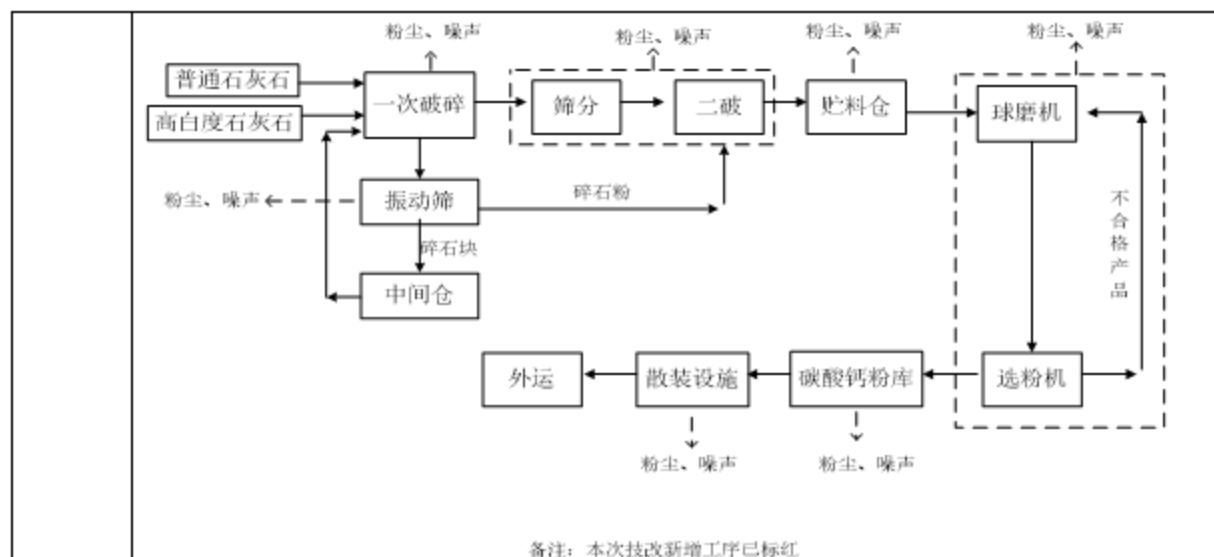 粉尘、噪声
粉尘、噪声
粉尘、噪声
粉尘、噪声
普通石灰石
高白度石灰石
一次破碎
筛分
二破
贮料仓
球磨机
粉尘、噪声
振动筛
碎石粉
碎石块
中间仓
不合格产品
外运
散装设施
碳酸钙粉库
选粉机
粉尘、噪声
粉尘、噪声
备注：本次技改新增工序已标红